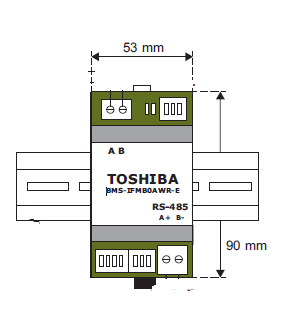 53 mm
A B
TOSHIBA
BMS-IFMB0AWR-E
RS-485
A+ B-
90 mm